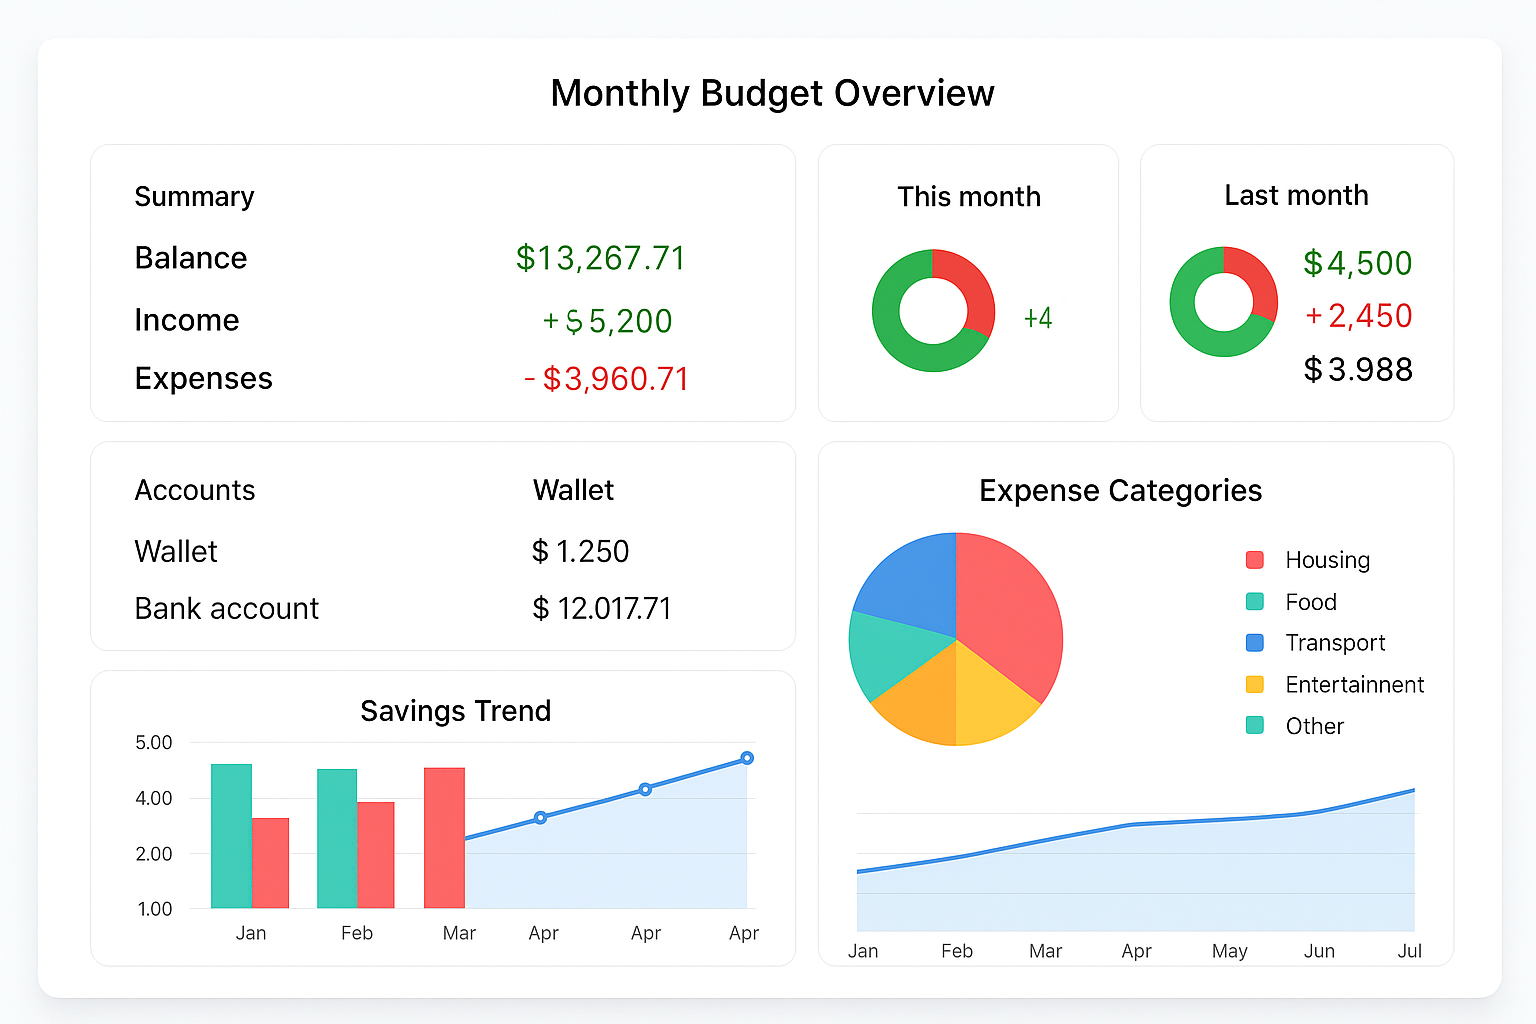 Monthly Budget Overview
Summary
Balance $13,267.71
Income +$5,200
Expenses -$3,960.71
This month
+4
Last month
$4,500
+2,450
$3.988
Accounts Wallet
Wallet $ 1.250
Bank account $ 12.017.71
Expense Categories
Housing
Food
Transport
Entertainnent
Other
Jan Feb Mar Apr May Jun Jul
Savings Trend
5.00
4.00
2.00
1.00
Jan Feb Mar Apr Apr Apr